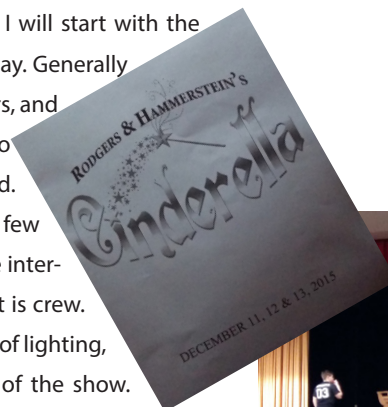 I will start with the
ay. Generally
rs, and
o
d.
few
e inter-
t is crew.
of lighting,
of the show.
RODGERS & HAMMERSTEIN'S
Cinderella
DECEMBER 11, 12 & 13, 2015
03